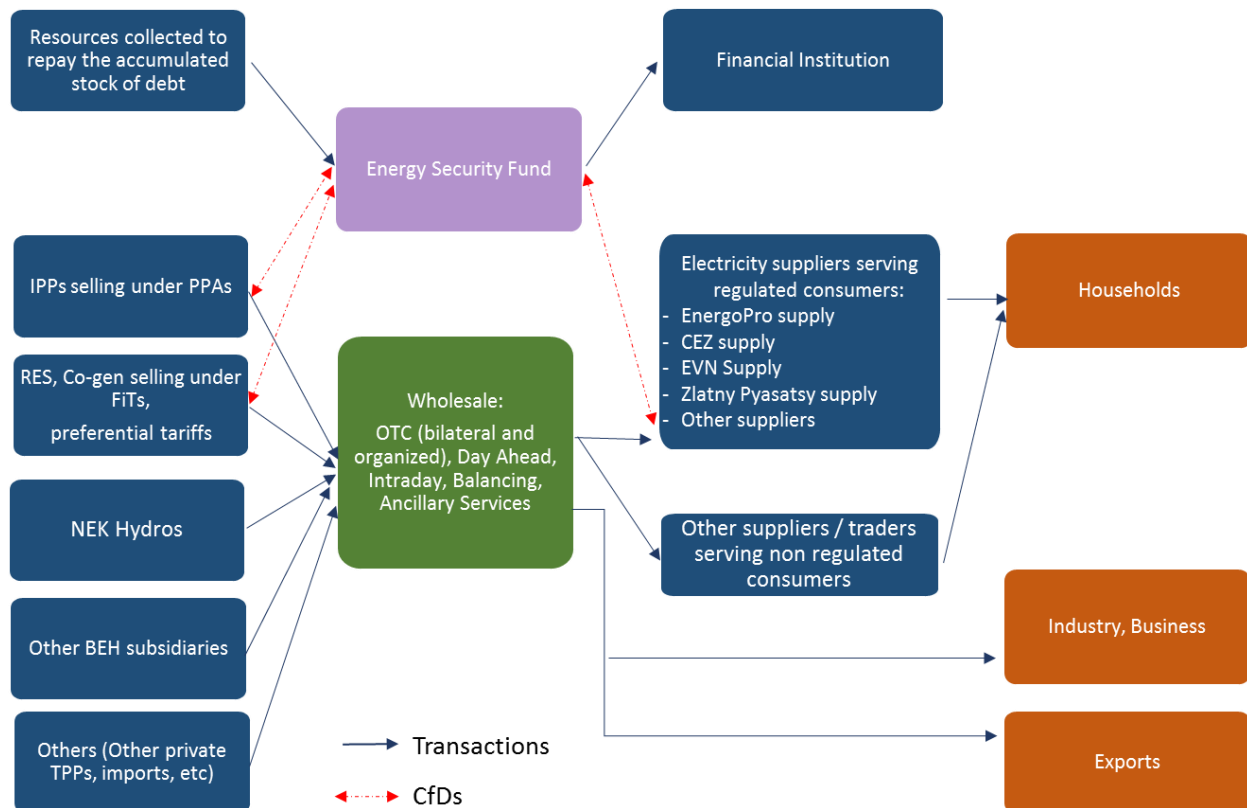 Resources collected to
repay the accumulated
stock of debt
Financial Institution
Energy Security Fund
IPPs selling under PPAs
Electricity suppliers serving
regulated consumers:
- EnergoPro supply
- CEZ supply
- EVN Supply
- Zlatny Pyasatsy supply
- Other suppliers
Households
RES, Co-gen selling under
FiTs,
preferential tariffs
Wholesale:
OTC (bilateral and
organized), Day Ahead,
Intraday, Balancing,
Ancillary Services
NEK Hydros
Other suppliers / traders
serving non regulated
consumers
Other BEH subsidiaries
Industry, Business
Others (Other private
TPPs, imports, etc)
Transactions
CfDs
Exports